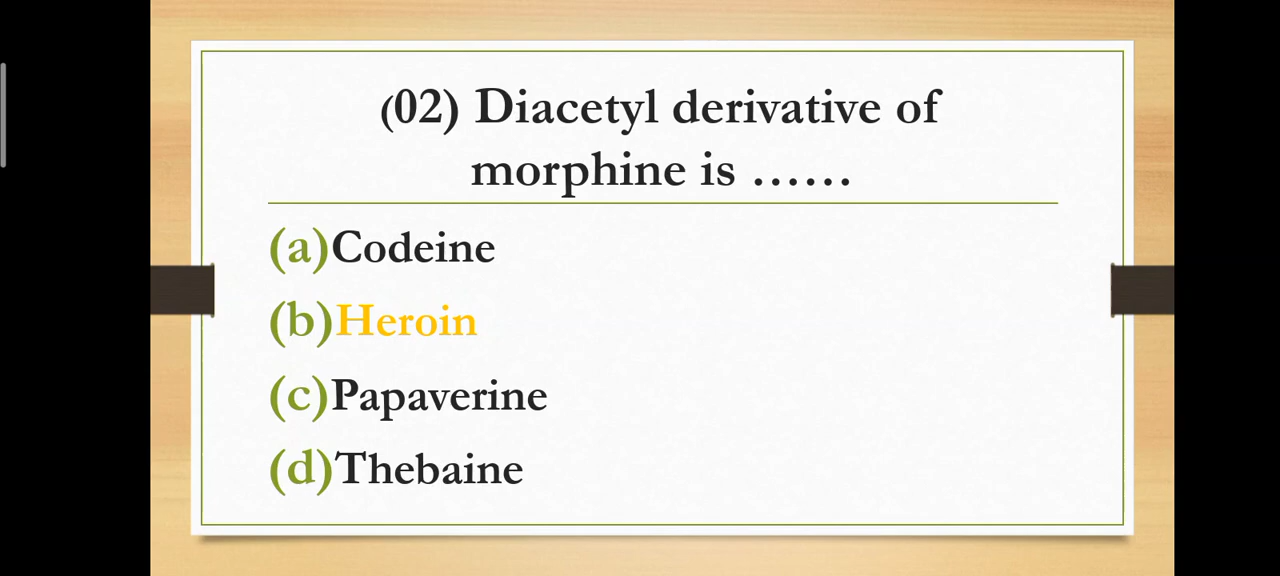 (02) Diacetyl derivative of
morphine is ......
(a)Codeine
(b)Heroin
(c)Papaverine
(d)Thebaine